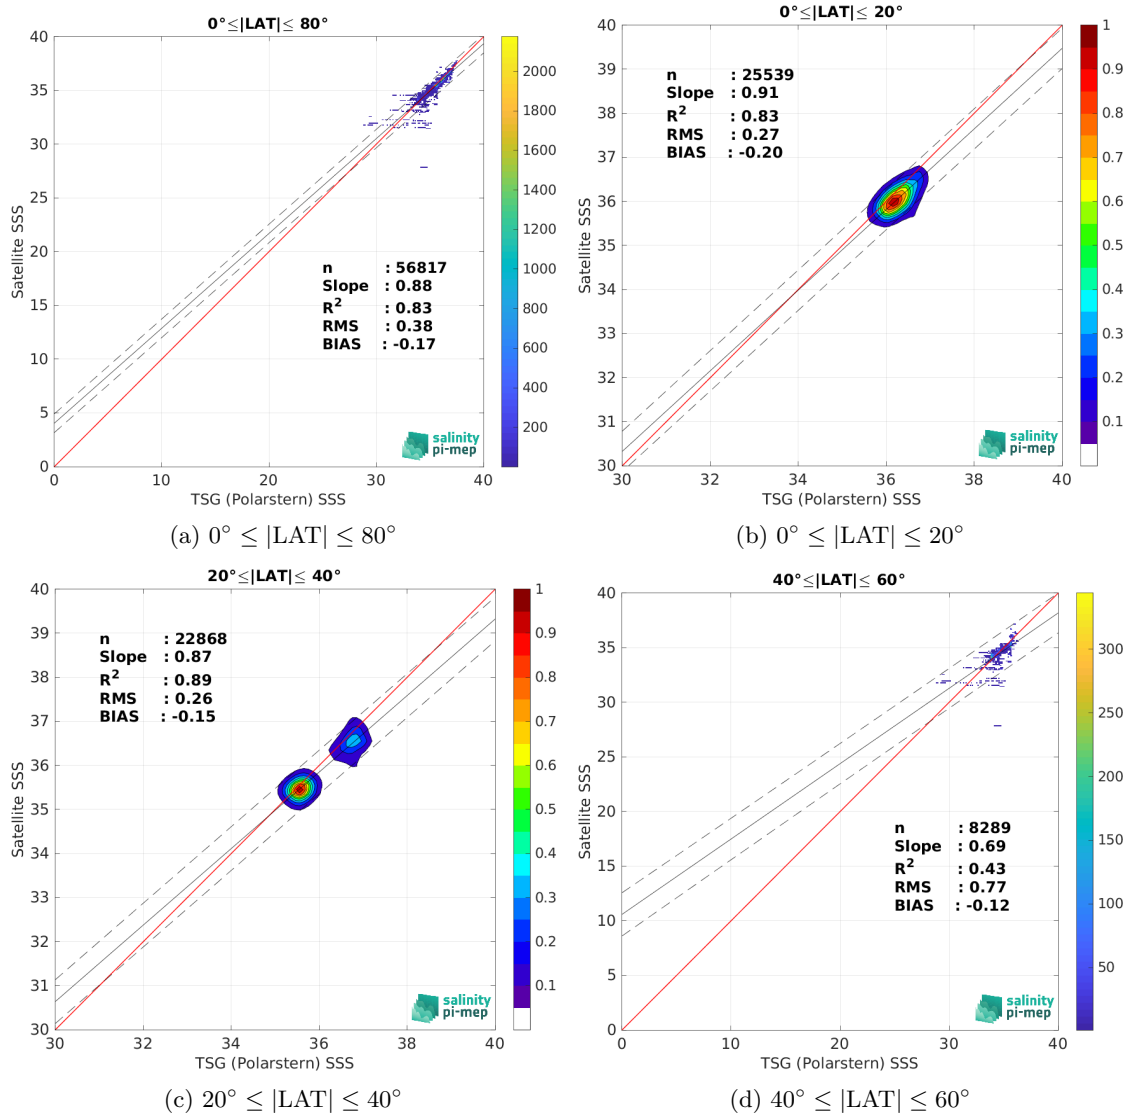 0°≤|LAT|≤ 80°
40
35
30
25
20
15
10
5
0
Satellite SSS
n : 56817
Slope : 0.88
R² : 0.83
RMS : 0.38
BIAS : -0.17
salinity
pi-mep
0 10 20 30 40
TSG (Polarstern) SSS
2000
1800
1600
1400
1200
1000
800
600
400
200
(a) 0° ≤ |LAT| ≤ 80°
0°≤|LAT|≤ 20°
40
39
38
37
36
35
34
33
32
31
30
Satellite SSS
n : 25539
Slope : 0.91
R² : 0.83
RMS : 0.27
BIAS : -0.20
salinity
pi-mep
30 32 34 36 38 40
TSG (Polarstern) SSS
1
0.9
0.8
0.7
0.6
0.5
0.4
0.3
0.2
0.1
(b) 0° ≤ |LAT| ≤ 20°
20°≤|LAT|≤ 40°
40
39
38
37
36
35
34
33
32
31
30
Satellite SSS
n : 22868
Slope : 0.87
R² : 0.89
RMS : 0.26
BIAS : -0.15
salinity
pi-mep
30 32 34 36 38 40
TSG (Polarstern) SSS
1
0.9
0.8
0.7
0.6
0.5
0.4
0.3
0.2
0.1
(c) 20° ≤ |LAT| ≤ 40°
40°≤|LAT|≤ 60°
40
35
30
25
20
15
10
5
0
Satellite SSS
n : 8289
Slope : 0.69
R² : 0.43
RMS : 0.77
BIAS : -0.12
salinity
pi-mep
0 10 20 30 40
TSG (Polarstern) SSS
300
250
200
150
100
50
(d) 40° ≤ |LAT| ≤ 60°